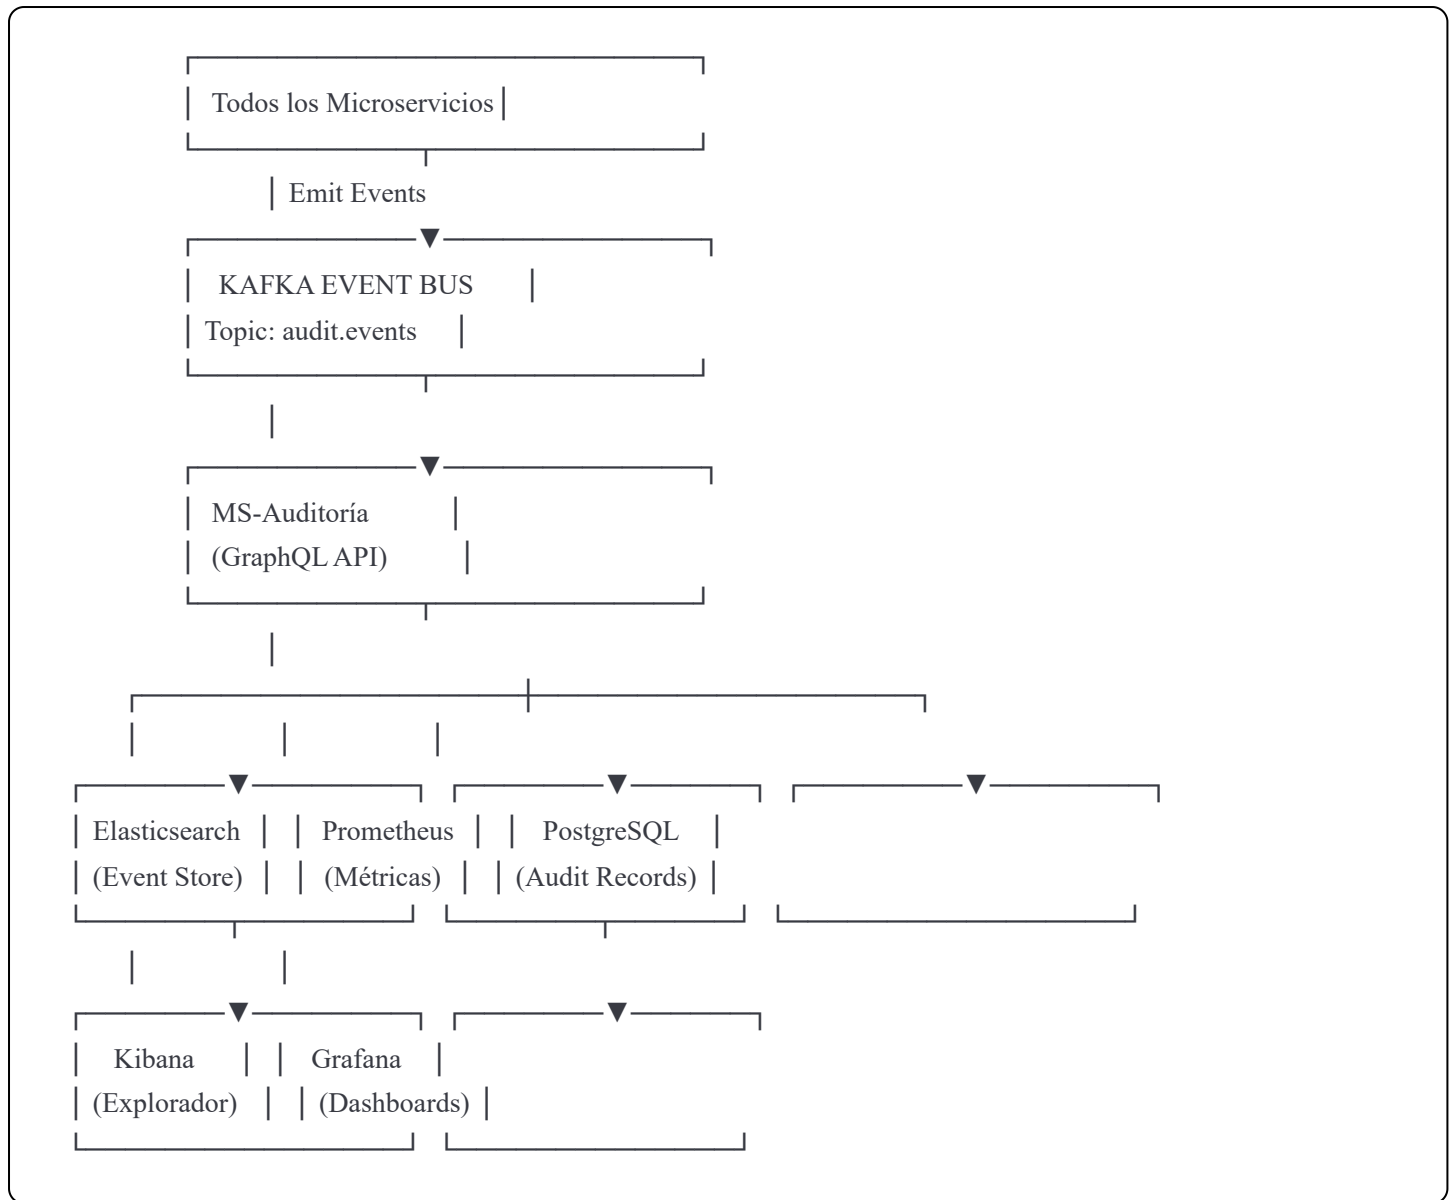 Todos los Microservicios
Emit Events
KAFKA EVENT BUS
Topic: audit.events
MS-Auditoría
(GraphQL API)
Elasticsearch Prometheus PostgreSQL
(Event Store) (Métricas) (Audit Records)
Kibana Grafana
(Explorador) (Dashboards)